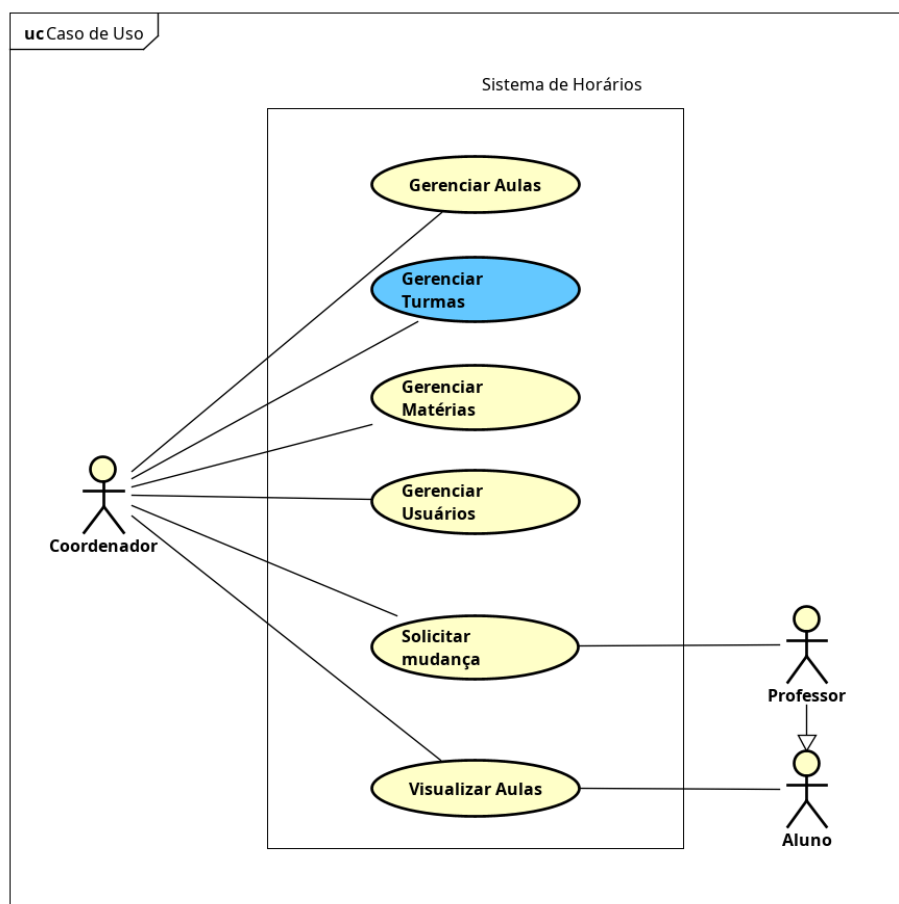 uc Caso de Uso
Sistema de Horários
Gerenciar Aulas
Gerenciar
Turmas
Gerenciar
Matérias
Gerenciar
Usuários
Coordenador
Solicitar
mudança
Professor
Visualizar Aulas
Aluno